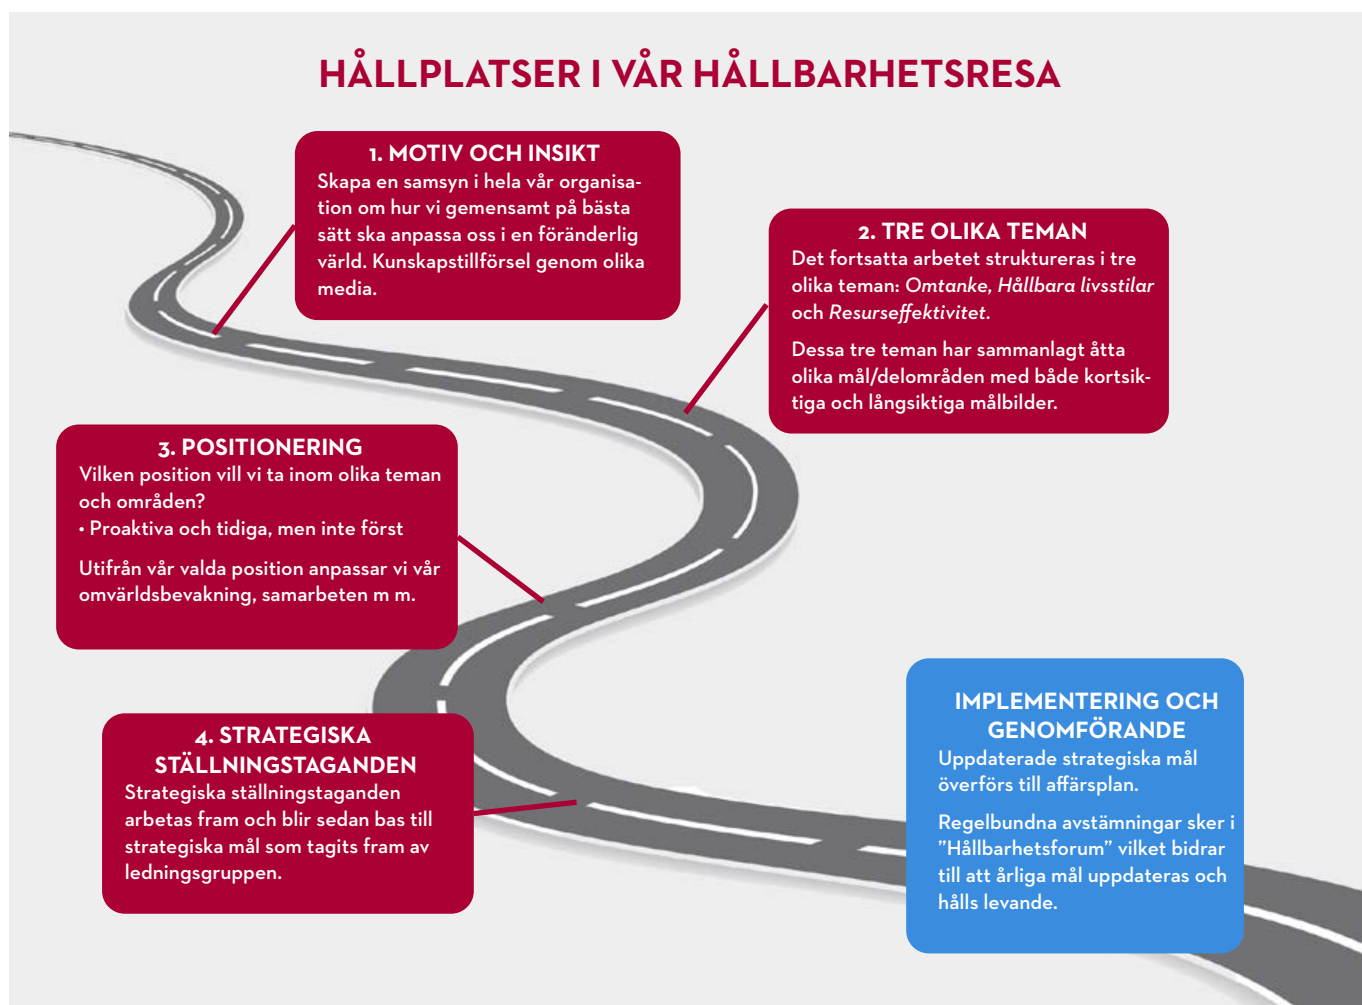 HÅLLPLATSER I VÅR HÅLLBARHETSRESA
1. MOTIV OCH INSIKT
Skapa en samsyn i hela vår organisa-
tion om hur vi gemensamt på bästa
sätt ska anpassa oss i en föränderlig
värld. Kunskapstillförsel genom olika
media.
2. TRE OLIKA TEMAN
Det fortsatta arbetet struktureras i tre
olika teman: Omtanke, Hållbara livsstilar
och Resurseffektivitet.
Dessa tre teman har sammanlagt åtta
olika mål/delområden med både kortsik-
tiga och långsiktiga målbilder.
3. POSITIONERING
Vilken position vill vi ta inom olika teman
och områden?
• Proaktiva och tidiga, men inte först
Utifrån vår valda position anpassar vi vår
omvärldsbevakning, samarbeten m m.
4. STRATEGISKA
STÄLLNINGSTAGANDEN
Strategiska ställningstaganden
arbetas fram och blir sedan bas till
strategiska mål som tagits fram av
ledningsgruppen.
IMPLEMENTERING OCH
GENOMFÖRANDE
Uppdaterade strategiska mål
överförs till affärsplan.
Regelbundna avstämningar sker i
”Hållbarhetsforum” vilket bidrar
till att årliga mål uppdateras och
hålls levande.